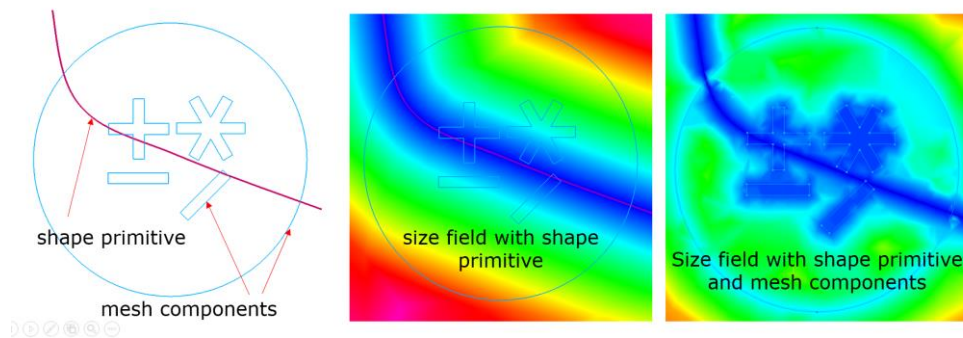 shape primitive
mesh components
size field with shape
primitive
Size field with shape primitive
and mesh components